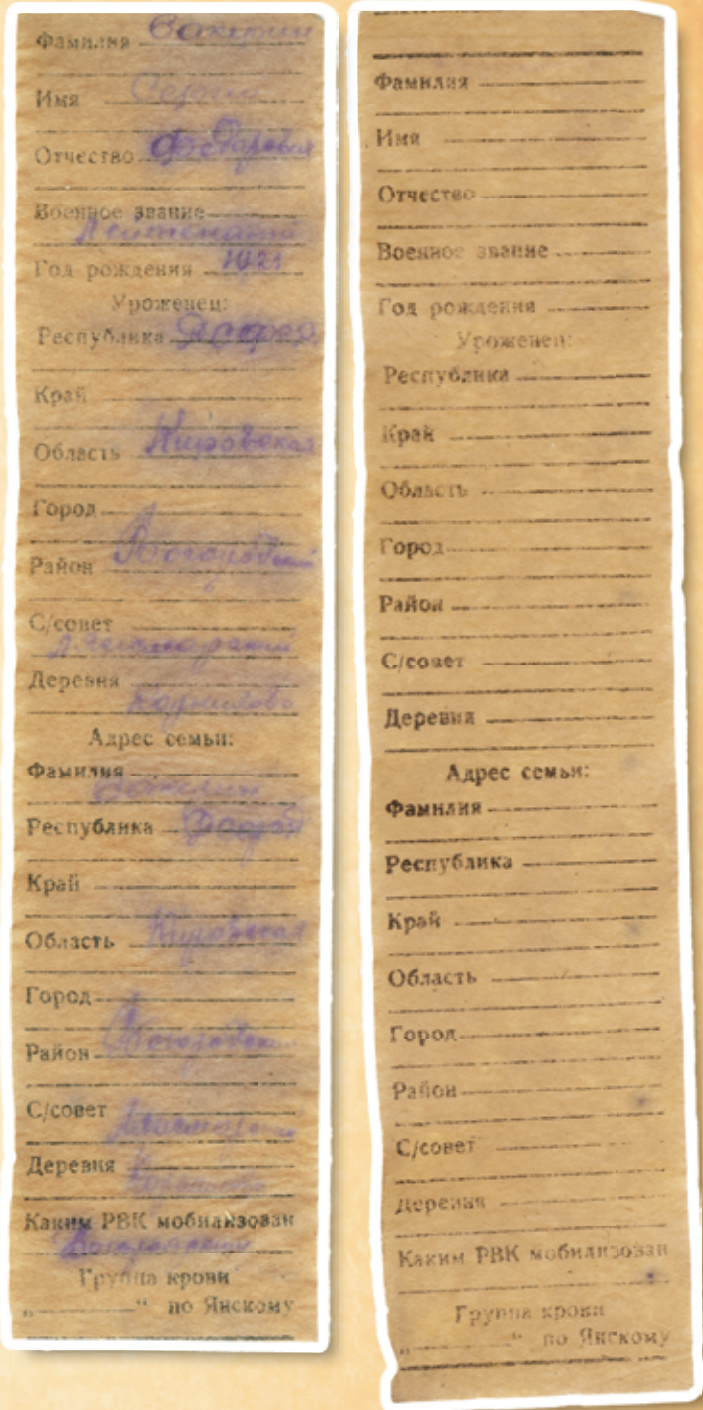 Фамилия
Имя Сергей
Отчество Федорович
Военное звание
Лейтенант
Год рождения 1921
Уроженец:
Республика РСФСР
Край
Область Кировская
Город
Район Богородский
С/совет
Деревня
Адрес семьи:
Фамилия
Республика РСФСР
Край
Область Кировская
Город
Район Богородский
С/совет
Деревня
Каким РВК мобилизован
Группа крови
„ “ по Янскому
Фамилия
Имя
Отчество
Военное звание
Год рождения
Уроженец:
Республика
Край
Область
Город
Район
С/совет
Деревня
Адрес семьи:
Фамилия
Республика
Край
Область
Город
Район
С/совет
Деревня
Каким РВК мобилизован
Группа крови
„ “ по Янскому